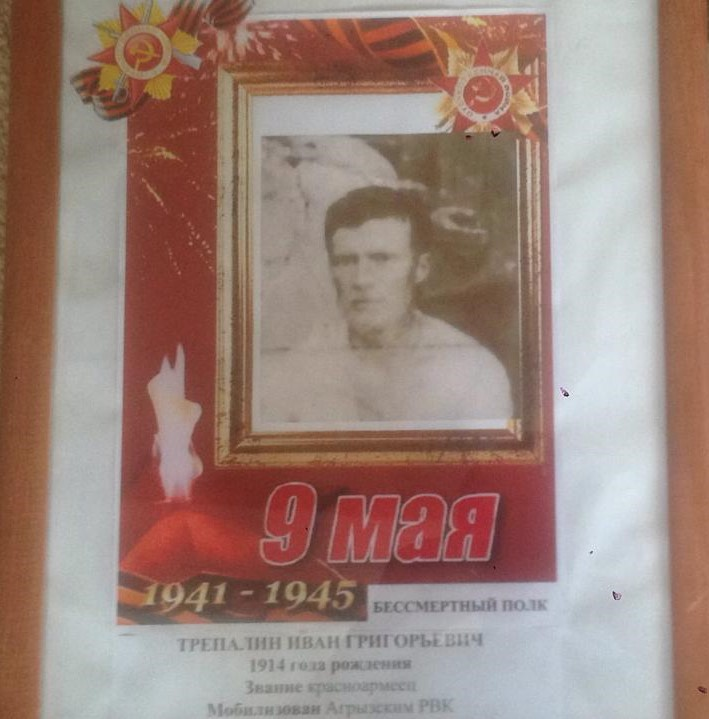 9 мая
1941 - 1945
БЕССМЕРТНЫЙ ПОЛК
ТРЕПАЛИН ИВАН ГРИГОРЬЕВИЧ
1914 года рождения
Звание красноармеец
Мобилизован Агрызским РВК